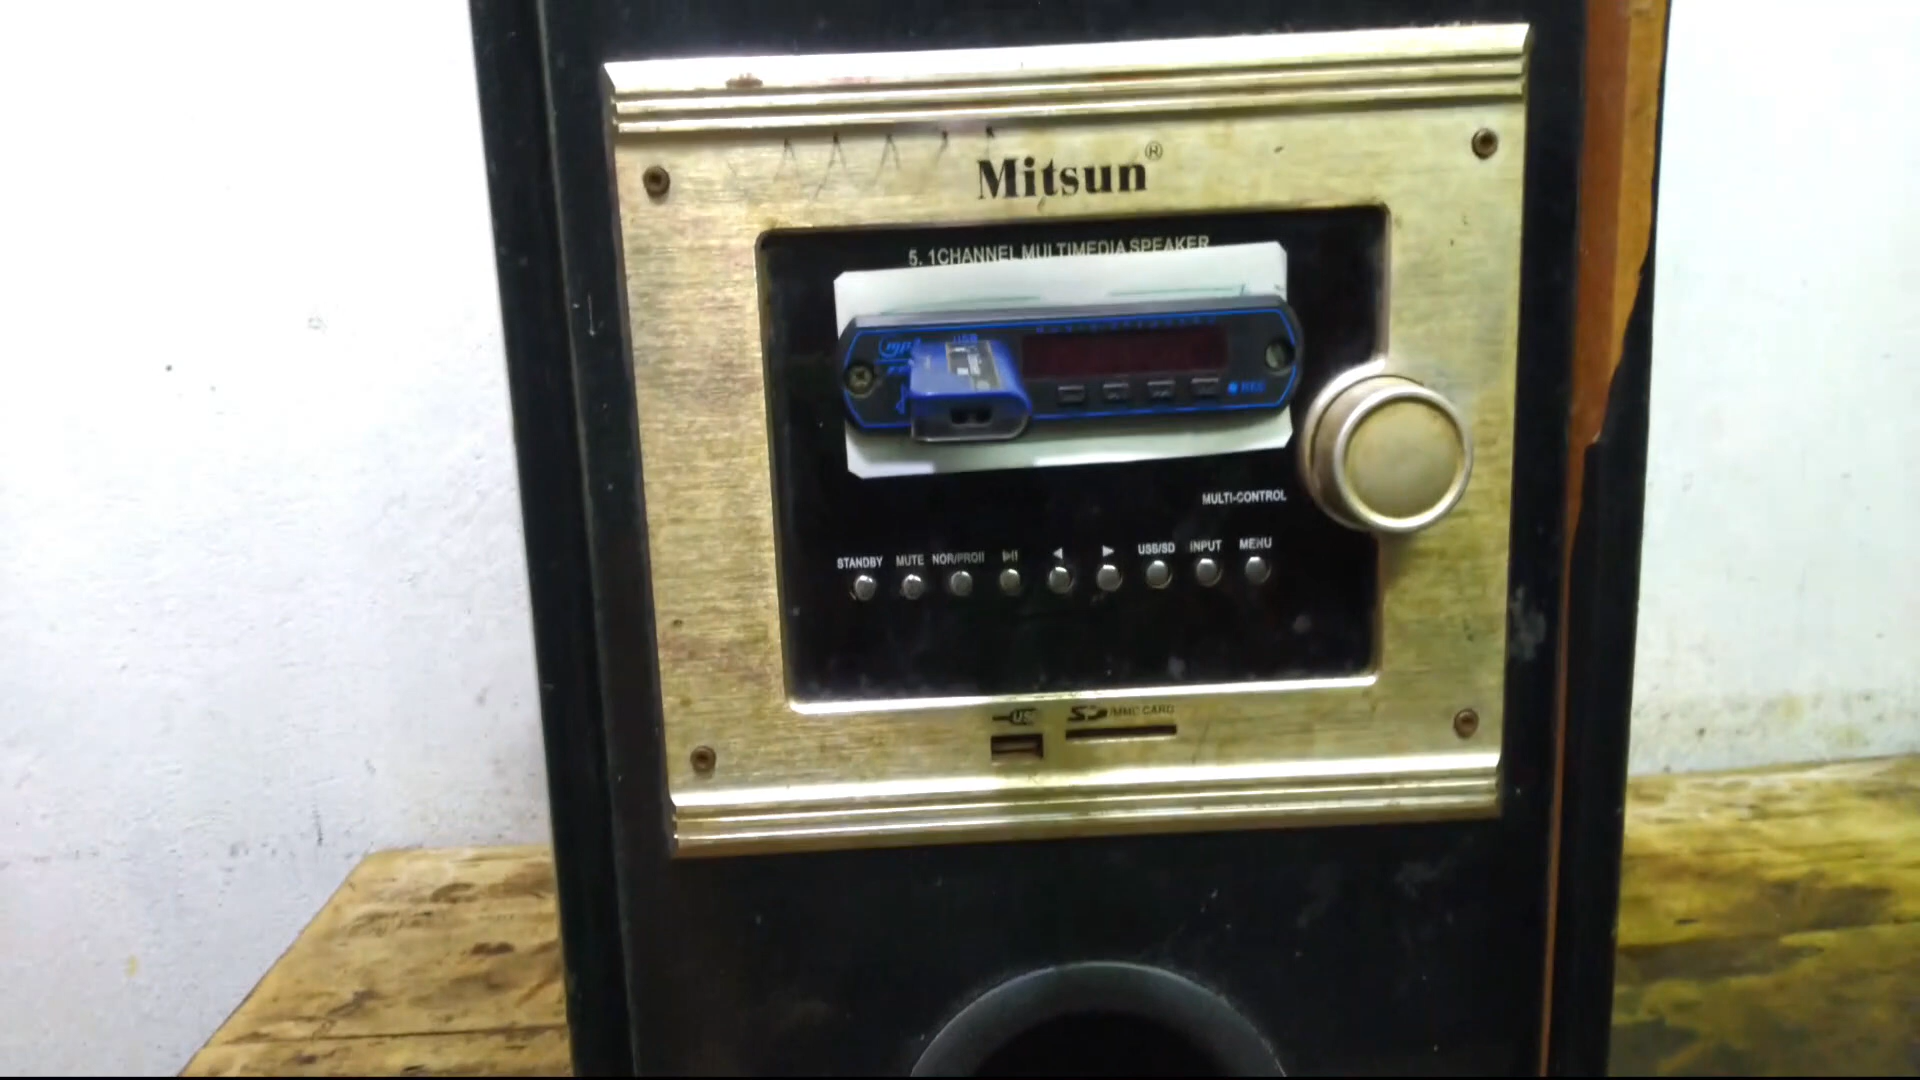 Mitsun®
5.1CHANNEL MULTIMEDIA SPEAKER
USB
MULTI-CONTROL
STANDBY MUTE NOR/PROII ▶II ◀ ▶ USB/SD INPUT MENU
SD/MMC CARD